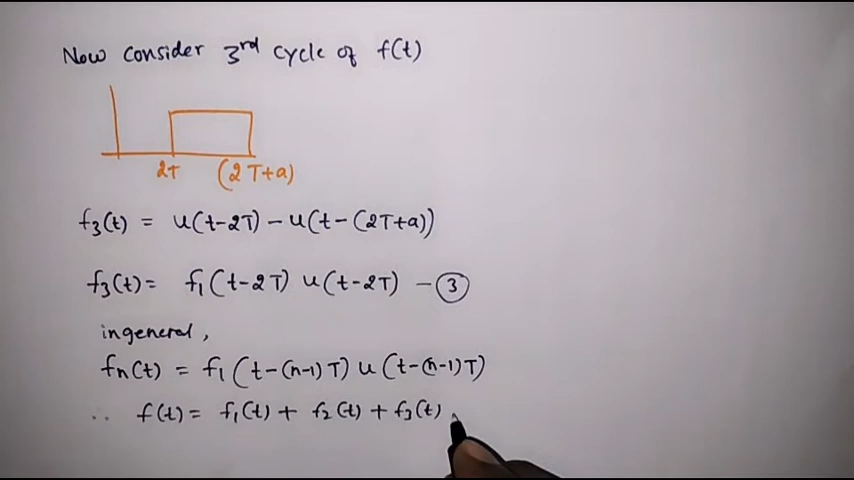 Now consider 3rd cycle of f(t)
2T (2T+a)
f₃(t) = u(t-2T) - u(t-(2T+a))
f₃(t) = f₁(t-2T) u(t-2T) - ③
ingeneral,
fn(t) = f₁(t-(n-1)T) u(t-(n-1)T)
∴ f(t) = f₁(t) + f₂(t) + f₃(t)